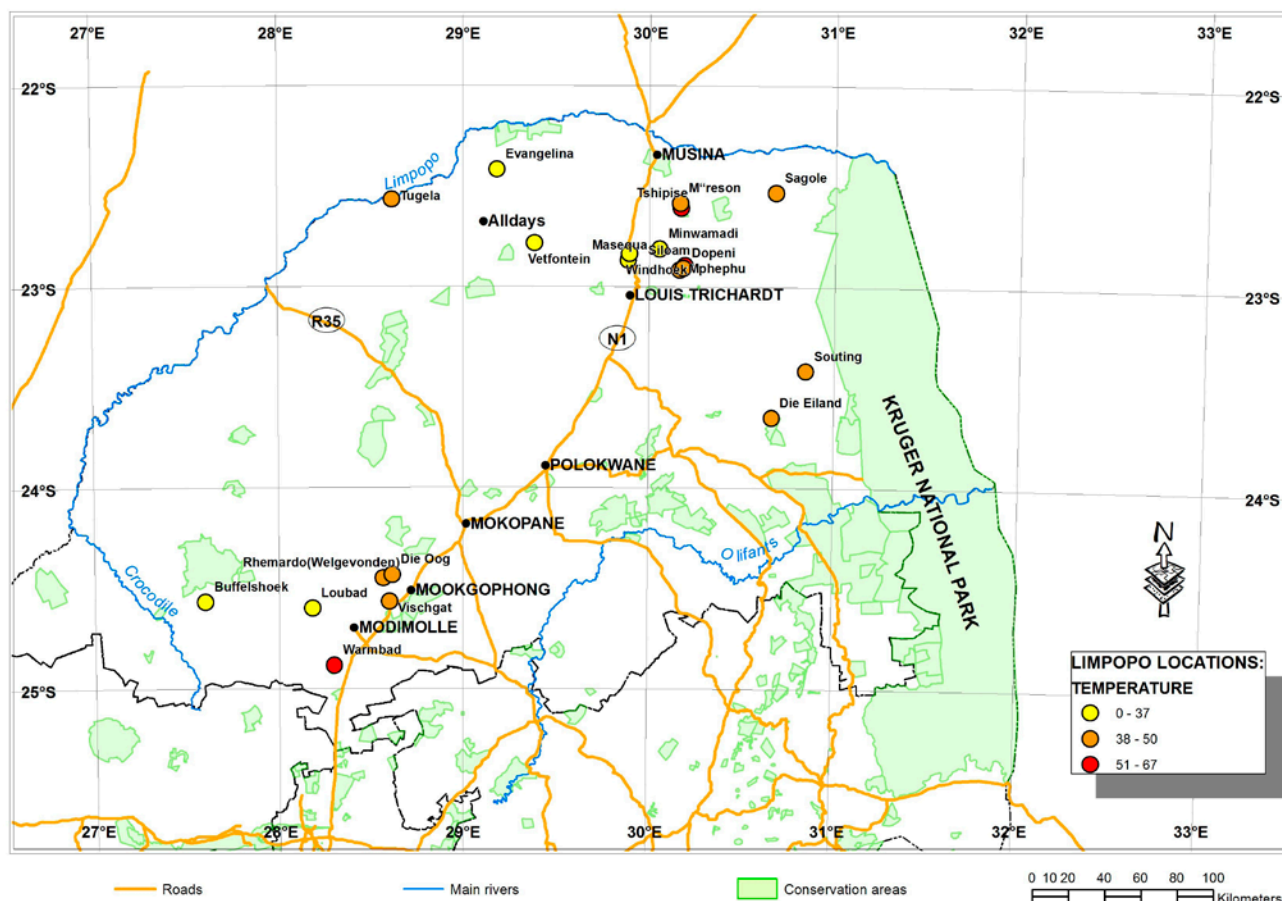 27°E 28°E 29°E 30°E 31°E 32°E 33°E
22°S 22°S
MUSINA
Evangelina
Limpopo
Tugela
Tshipise M“reson
Sagole
Alldays
Minwamadi
Masequa Siloam Dopeni
Vetfontein
Windhoek Mphephu
23°S 23°S
LOUIS TRICHARDT
R35
N1
Souting
Die Eiland
KRUGER NATIONAL PARK
POLOKWANE
24°S 24°S
MOKOPANE
Olifants
N
Rhemardo(Welgevonden) Die Oog
Crocodile
Buffelshoek Loubad
MOOKGOPHONG
Vischgat
MODIMOLLE
Warmbad
25°S
LIMPOPO LOCATIONS:
TEMPERATURE
0 - 37
38 - 50
51 - 67
27°E 28°E 29°E 30°E 31°E 32°E 33°E
Roads Main rivers Conservation areas
0 10 20 40 60 80 100
Kilometers